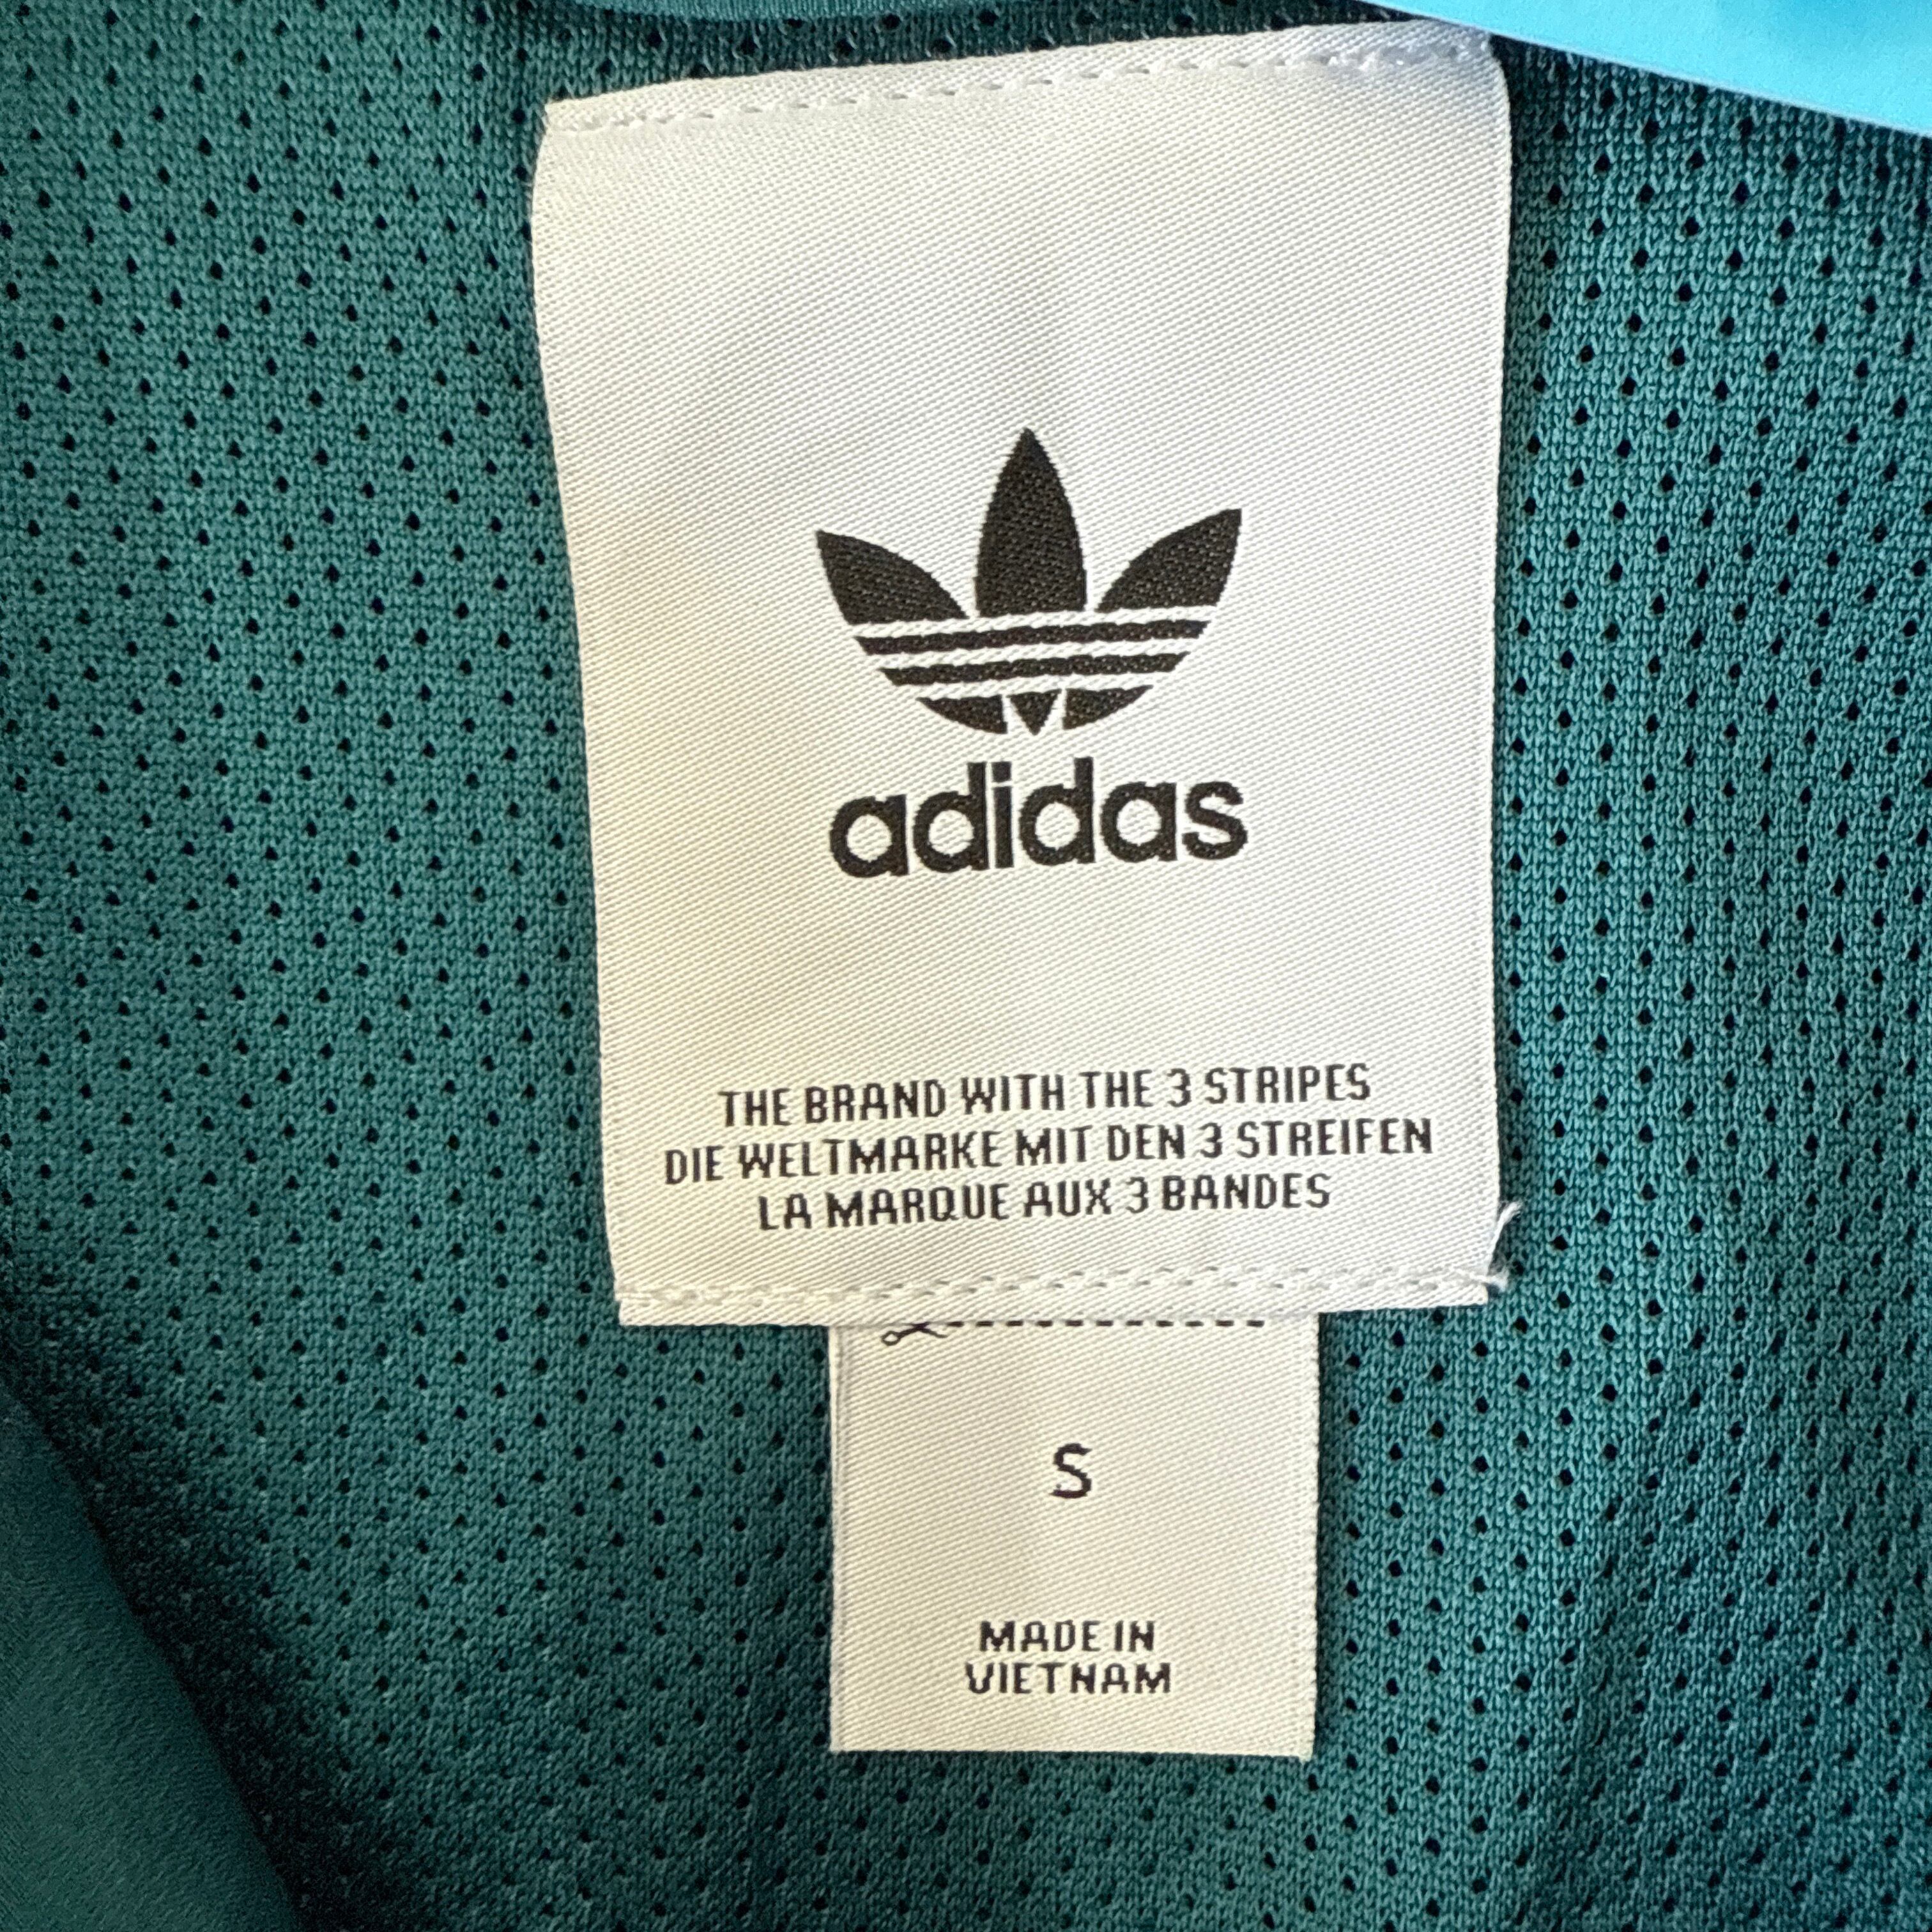 adidas
THE BRAND WITH THE 3 STRIPES
DIE WELTMARKE MIT DEN 3 STREIFEN
LA MARQUE AUX 3 BANDES
S
MADE IN
VIETNAM